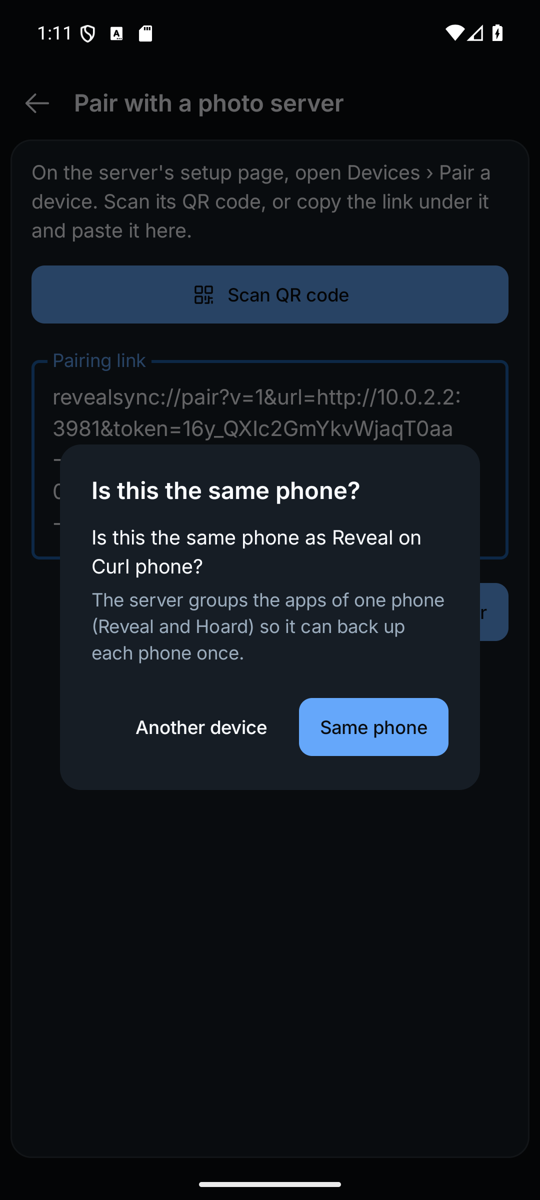 1:11
Pair with a photo server
On the server's setup page, open Devices › Pair a
device. Scan its QR code, or copy the link under it
and paste it here.
Scan QR code
Pairing link
revealsync://pair?v=1&url=http://10.0.2.2:
3981&token=16y_QXIc2GmYkvWjaqT0aa
Is this the same phone?
Is this the same phone as Reveal on
Curl phone?
The server groups the apps of one phone
(Reveal and Hoard) so it can back up
each phone once.
Another device
Same phone